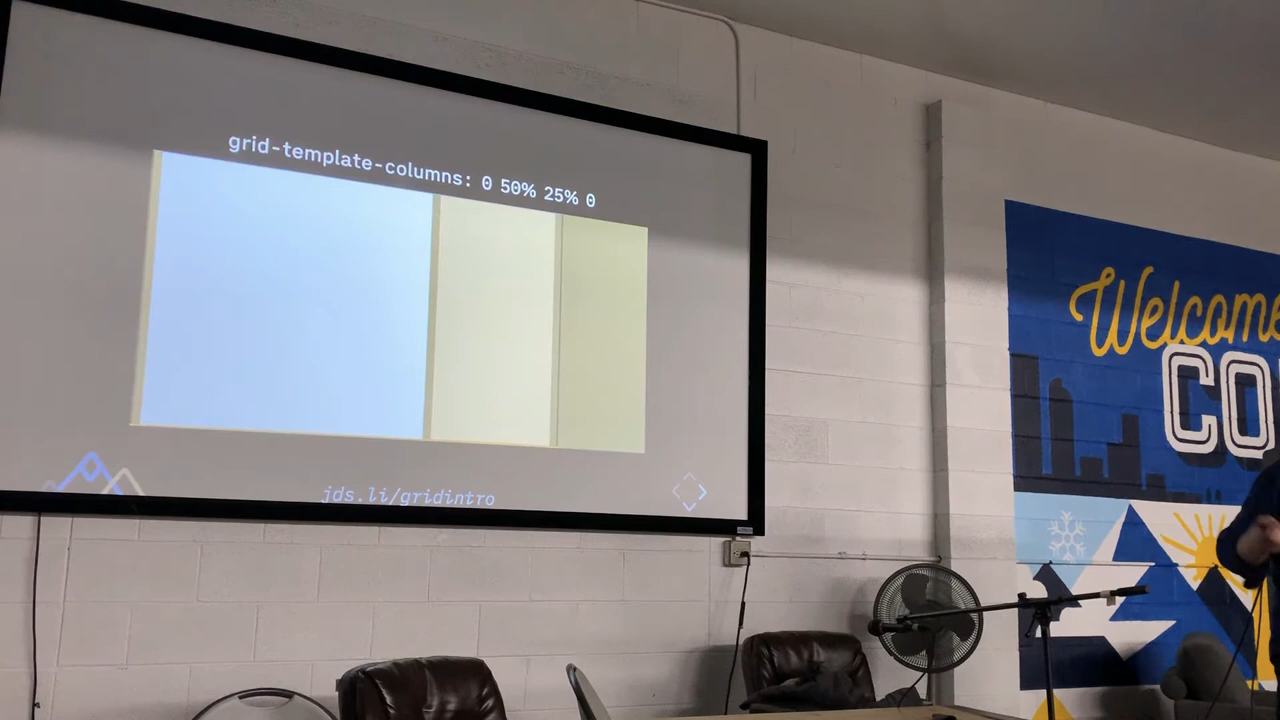 grid-template-columns: 0 50% 25% 0
jds.li/gridintro
Welcome
CO